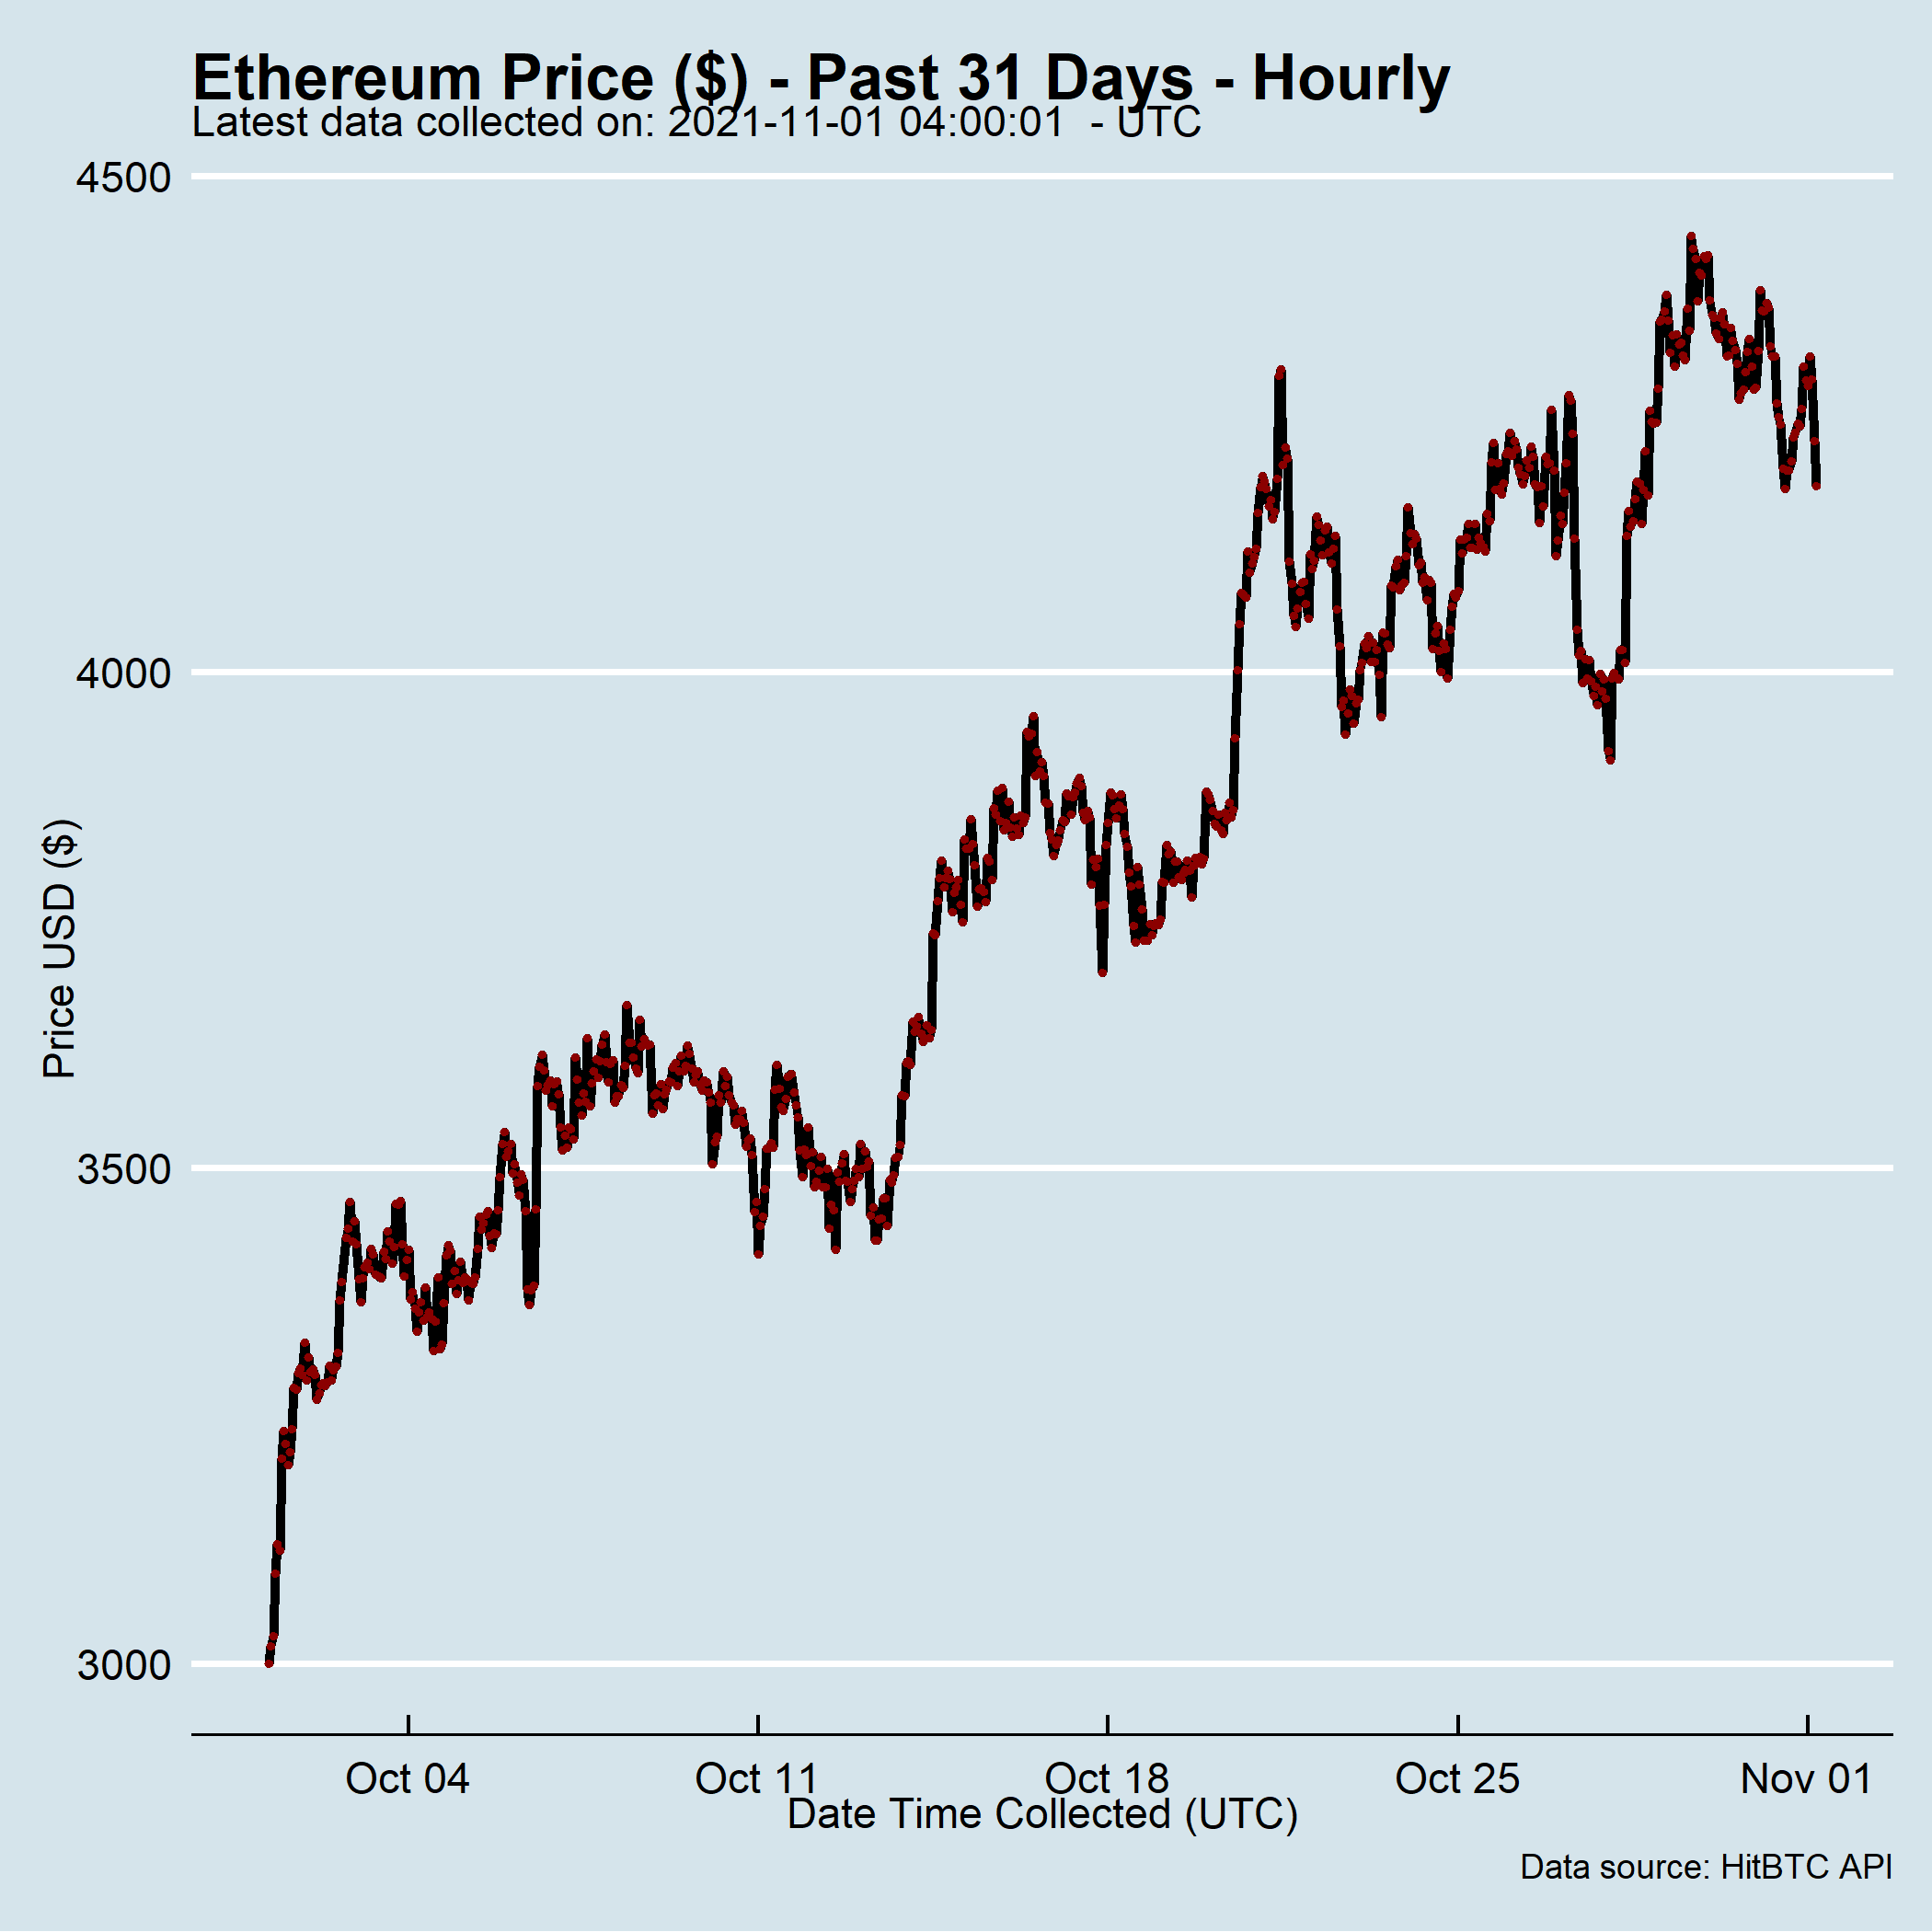 Ethereum Price ($) - Past 31 Days - Hourly
Latest data collected on: 2021-11-01 04:00:01  - UTC
4500
4000
3500
3000
Price USD ($)
Oct 04 Oct 11 Oct 18 Oct 25 Nov 01
Date Time Collected (UTC)
Data source: HitBTC API